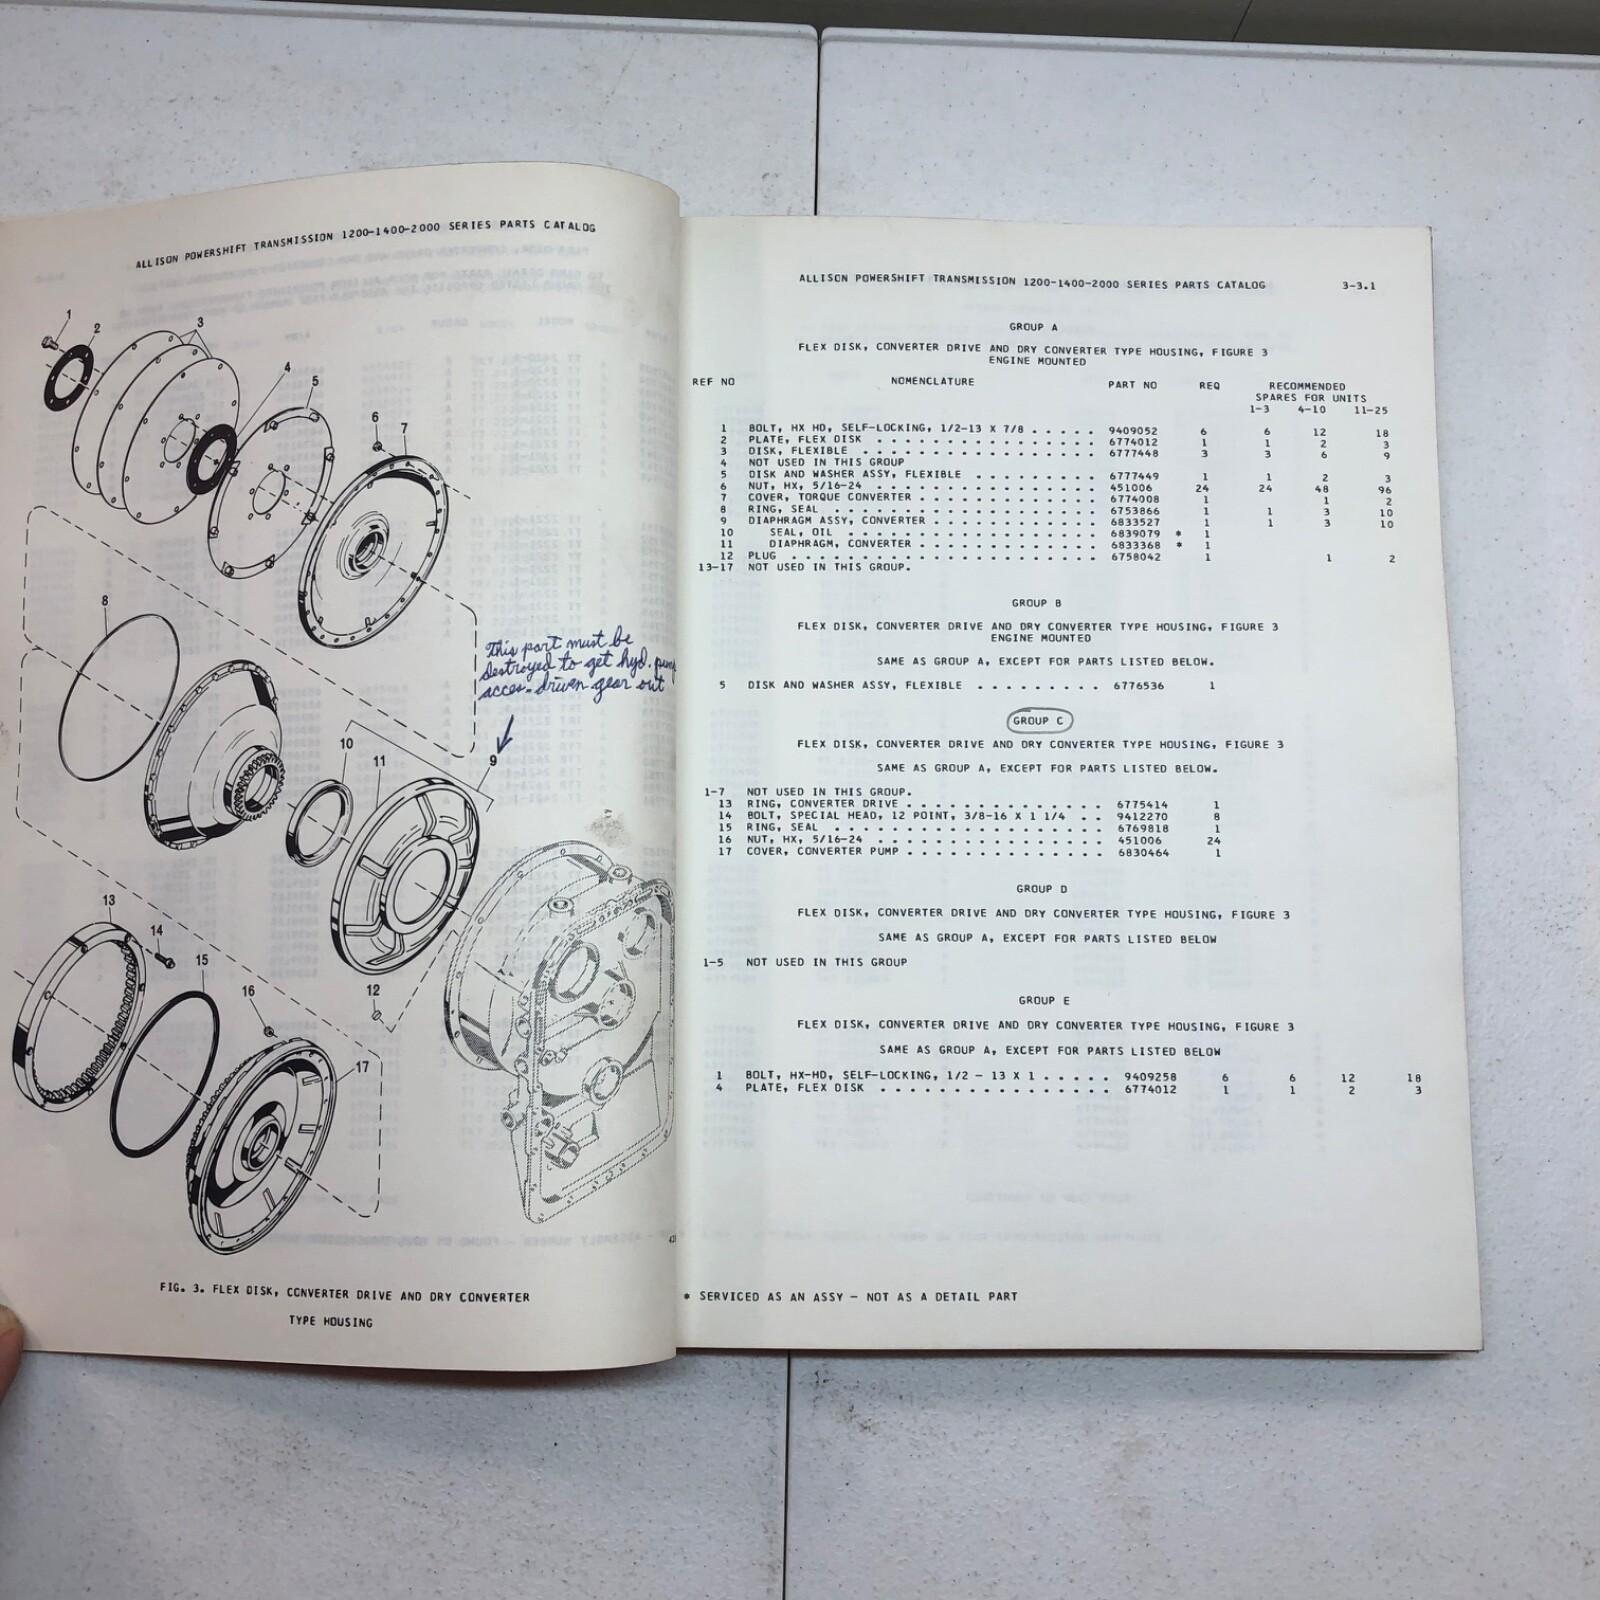 ALLISON POWERSHIFT TRANSMISSION 1200-1400-2000 SERIES PARTS CATALOG
1
2
3
4
5
6
7
8
This part must be
destroyed to get hyd. pump
acces. driven gear out
9
10
11
12
13
14
15
16
17
FIG. 3. FLEX DISK, CONVERTER DRIVE AND DRY CONVERTER
TYPE HOUSING
ALLISON POWERSHIFT TRANSMISSION 1200-1400-2000 SERIES PARTS CATALOG 3-3.1
GROUP A
FLEX DISK, CONVERTER DRIVE AND DRY CONVERTER TYPE HOUSING, FIGURE 3
ENGINE MOUNTED
REF NO NOMENCLATURE PART NO REQ RECOMMENDED
SPARES FOR UNITS
1-3 4-10 11-25
1 BOLT, HX HD, SELF-LOCKING, 1/2-13 X 7/8 . . . . . 9409052 6 6 12 18
2 PLATE, FLEX DISK . . . . . . . . . . . . . . . . 6774012 1 1 2 3
3 DISK, FLEXIBLE . . . . . . . . . . . . . . . . . 6777448 3 3 6 9
4 NOT USED IN THIS GROUP
5 DISK AND WASHER ASSY, FLEXIBLE . . . . . . . . . 6777449 1 1 2 3
6 NUT, HX, 5/16-24 . . . . . . . . . . . . . . . . 451006 24 24 48 96
7 COVER, TORQUE CONVERTER . . . . . . . . . . . . . 6774008 1 1 2
8 RING, SEAL . . . . . . . . . . . . . . . . . . . 6753866 1 1 3 10
9 DIAPHRAGM ASSY, CONVERTER . . . . . . . . . . . . 6833527 1 1 3 10
10 SEAL, OIL . . . . . . . . . . . . . . . . . . 6839079 * 1
11 DIAPHRAGM, CONVERTER . . . . . . . . . . . . . 6833368 * 1
12 PLUG . . . . . . . . . . . . . . . . . . . . . . 6758042 1 1 2
13-17 NOT USED IN THIS GROUP.
GROUP B
FLEX DISK, CONVERTER DRIVE AND DRY CONVERTER TYPE HOUSING, FIGURE 3
ENGINE MOUNTED
SAME AS GROUP A, EXCEPT FOR PARTS LISTED BELOW.
5 DISK AND WASHER ASSY, FLEXIBLE . . . . . . . . . 6776536 1
GROUP C
FLEX DISK, CONVERTER DRIVE AND DRY CONVERTER TYPE HOUSING, FIGURE 3
SAME AS GROUP A, EXCEPT FOR PARTS LISTED BELOW.
1-7 NOT USED IN THIS GROUP.
13 RING, CONVERTER DRIVE . . . . . . . . . . . . . . 6775414 1
14 BOLT, SPECIAL HEAD, 12 POINT, 3/8-16 X 1 1/4 . . 9412270 8
15 RING, SEAL . . . . . . . . . . . . . . . . . . . 6769818 1
16 NUT, HX, 5/16-24 . . . . . . . . . . . . . . . . 451006 24
17 COVER, CONVERTER PUMP . . . . . . . . . . . . . . 6830464 1
GROUP D
FLEX DISK, CONVERTER DRIVE AND DRY CONVERTER TYPE HOUSING, FIGURE 3
SAME AS GROUP A, EXCEPT FOR PARTS LISTED BELOW
1-5 NOT USED IN THIS GROUP
GROUP E
FLEX DISK, CONVERTER DRIVE AND DRY CONVERTER TYPE HOUSING, FIGURE 3
SAME AS GROUP A, EXCEPT FOR PARTS LISTED BELOW
1 BOLT, HX-HD, SELF-LOCKING, 1/2 - 13 X 1 . . . . . 9409258 6 6 12 18
4 PLATE, FLEX DISK . . . . . . . . . . . . . . . . 6774012 1 1 2 3
* SERVICED AS AN ASSY - NOT AS A DETAIL PART